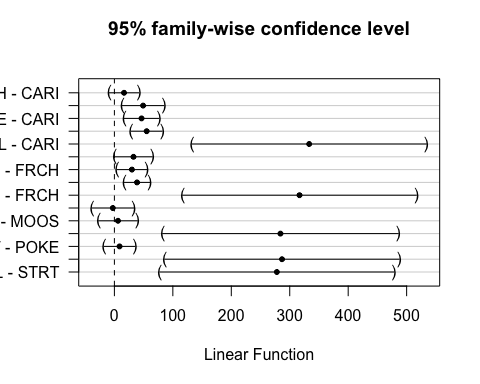 95% family-wise confidence level
H - CARI
E - CARI
L - CARI
- FRCH
- FRCH
- MOOS
- POKE
L - STRT
0 100 200 300 400 500
Linear Function